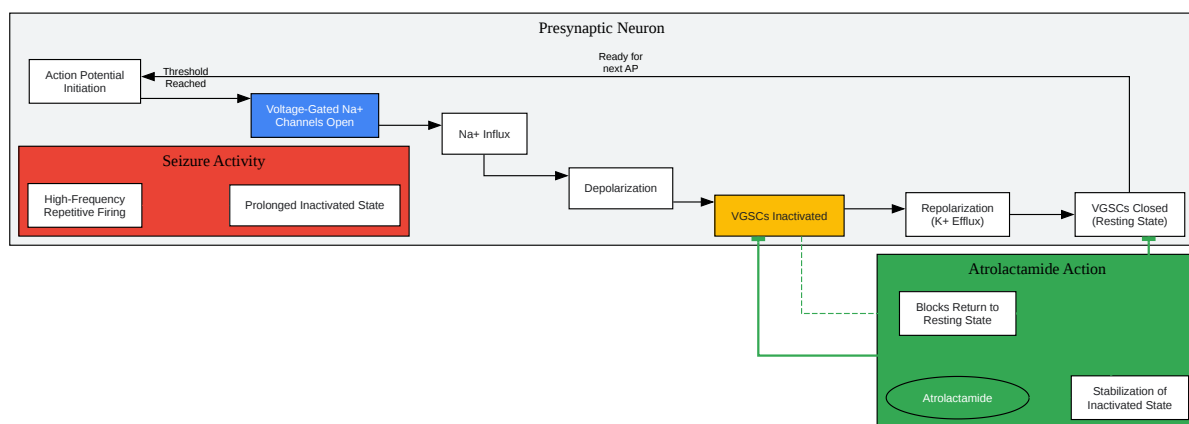 Presynaptic Neuron
Action Potential
Initiation
Threshold
Reached
Ready for
next AP
Voltage-Gated Na+
Channels Open
Na+ Influx
Depolarization
VGSCs Inactivated
Repolarization
(K+ Efflux)
VGSCs Closed
(Resting State)
Seizure Activity
High-Frequency
Repetitive Firing
Prolonged Inactivated State
Atrolactamide Action
Blocks Return to
Resting State
Atrolactamide
Stabilization of
Inactivated State